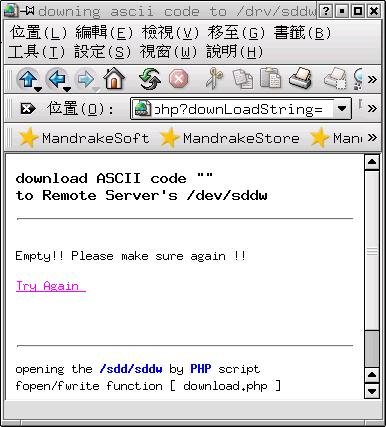 downing ascii code to /drv/sddw
位置(L) 編輯(E) 檢視(V) 移至(G) 書籤(B)
工具(T) 設定(S) 視窗(W) 說明(H)
位置(O): php?downLoadString=
MandrakeSoft MandrakeStore Man
download ASCII code ""
to Remote Server's /dev/sddw
Empty!! Please make sure again !!
Try Again
opening the /sdd/sddw by PHP script
fopen/fwrite function [ download.php ]